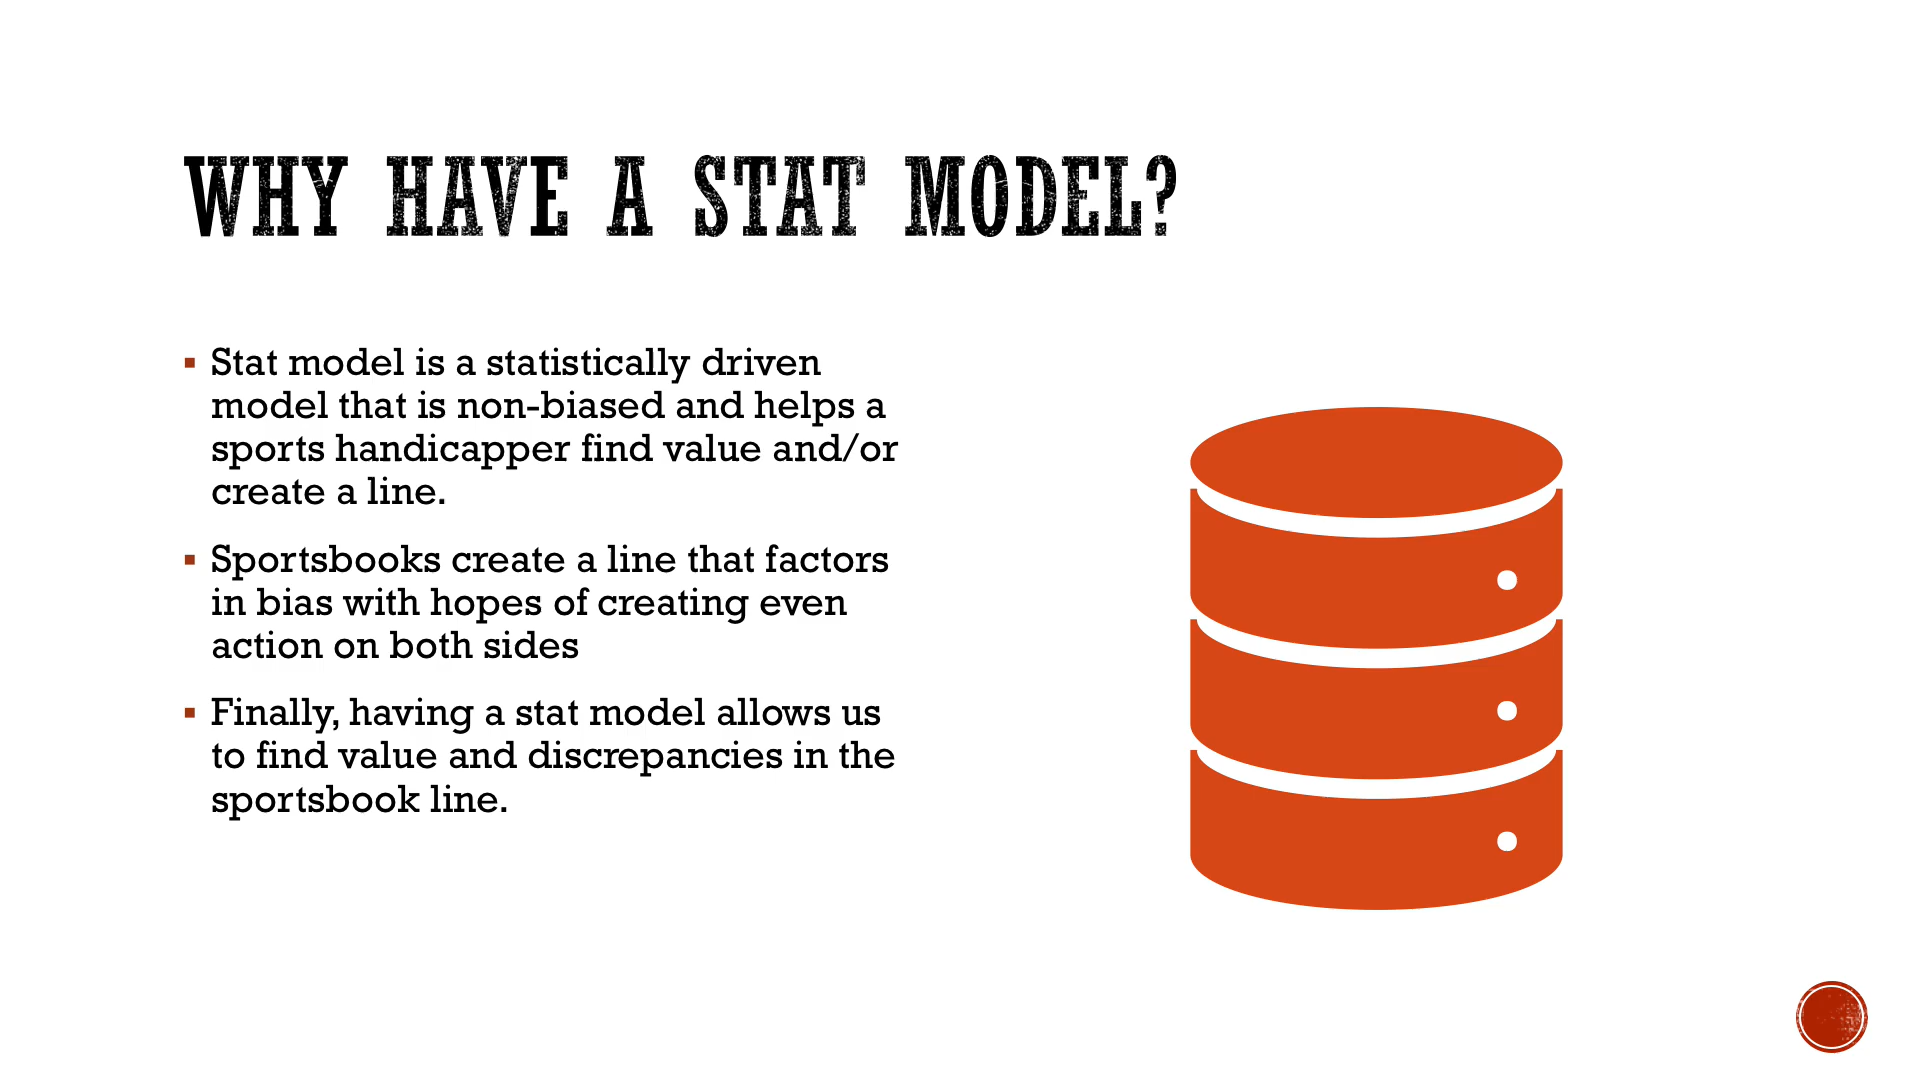 WHY HAVE A STAT MODEL?
▪ Stat model is a statistically driven
model that is non-biased and helps a
sports handicapper find value and/or
create a line.
▪ Sportsbooks create a line that factors
in bias with hopes of creating even
action on both sides
▪ Finally, having a stat model allows us
to find value and discrepancies in the
sportsbook line.